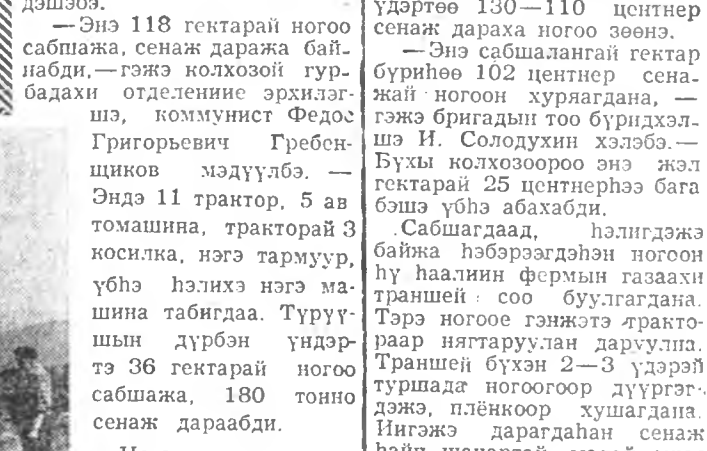 дэшэбэ.
—Энэ 118 гектарай ногоо
сабшажа, сенаж даража бай-
набди,—гэжэ колхозой гур-
бадахи отделениие эрхилэг-
шэ, коммунист Федос
Григорьевич Гребен-
щиков мэдүүлбэ. —
Эндэ 11 трактор, 5 ав
томашина, тракторай 3
косилка, нэгэ тармуур,
үбһэ һэлихэ нэгэ ма-
шина табигдаа. Түрүү-
шын дүрбэн үндэр-
тэ 36 гектарай ногоо
сабшажа, 180 тонно
сенаж дараабди.
үдэртөө 130—110 центнер
сенаж дараха ногоо зөөнэ.
—Энэ сабшалангай гектар
бүриһөө 102 центнер сена-
жай ногоон хуряагдана, —
гэжэ бригадын тоо бүридхэл-
шэ И. Солодухин хэлэбэ.—
Бүхы колхозоороо энэ жэл
гектарай 25 центнерһээ бага
бэшэ үбһэ абахабди.
Сабшагдаад, һэлигдэжэ
байжа һэбэрээгдэһэн ногоон
һү һаалиин фермын газаахи
траншей соо буулгагдана.
Тэрэ ногоое гэнжэтэ тракто-
раар нягтаруулан даруулна.
Траншей бүхэн 2—3 үдэрэй
туршада ногоогоор дүүргэг-
дэжэ, плёнкоор хушагдана.
Иигэжэ дарагдаһан сенаж